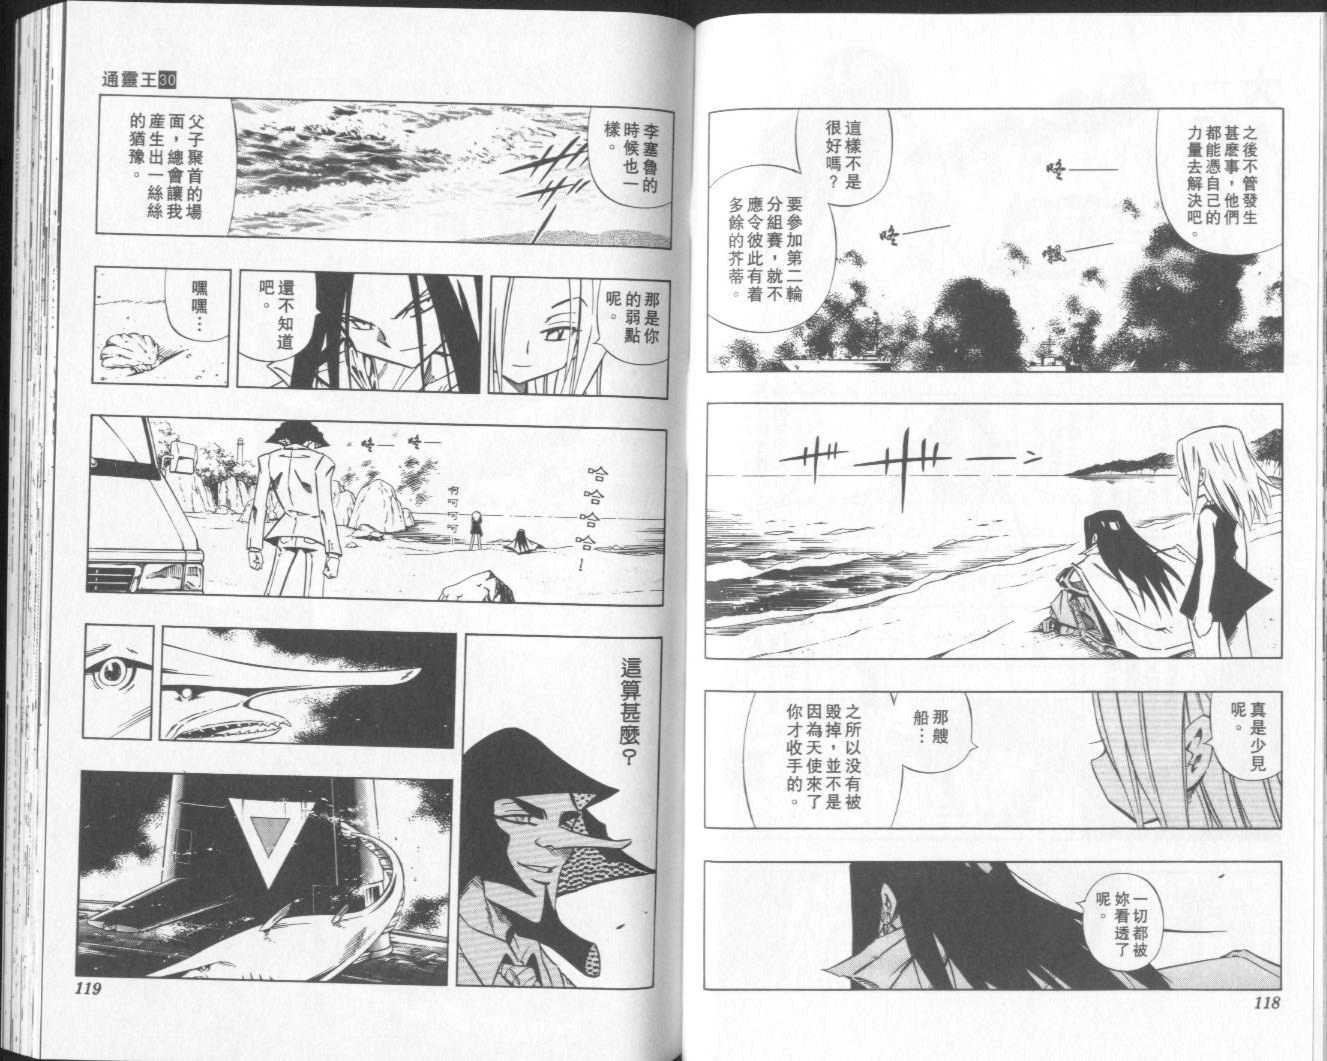 之後不管發生
甚麼事，他們
都能憑自己的
力量去解決吧。
這樣不是
很好嗎？
要參加第二輪
分組賽，就不
應令彼此有着
多餘的芥蒂。
咚
咚
真是少見
呢。
那艘
船…
之所以没有被
毀掉，並不是
因為天使來了
你才收手的。
一切都被
妳看透了
呢。
118
通靈王30
李塞魯的
時候也一
樣。
父子聚首的場
面，總會讓我
產生出一絲絲
的猶豫。
那是你
的弱點
呢。
還不知道
吧。
嘿嘿…
咚
咚
哈哈哈哈！
啊呵呵呵
這算甚麼？
119